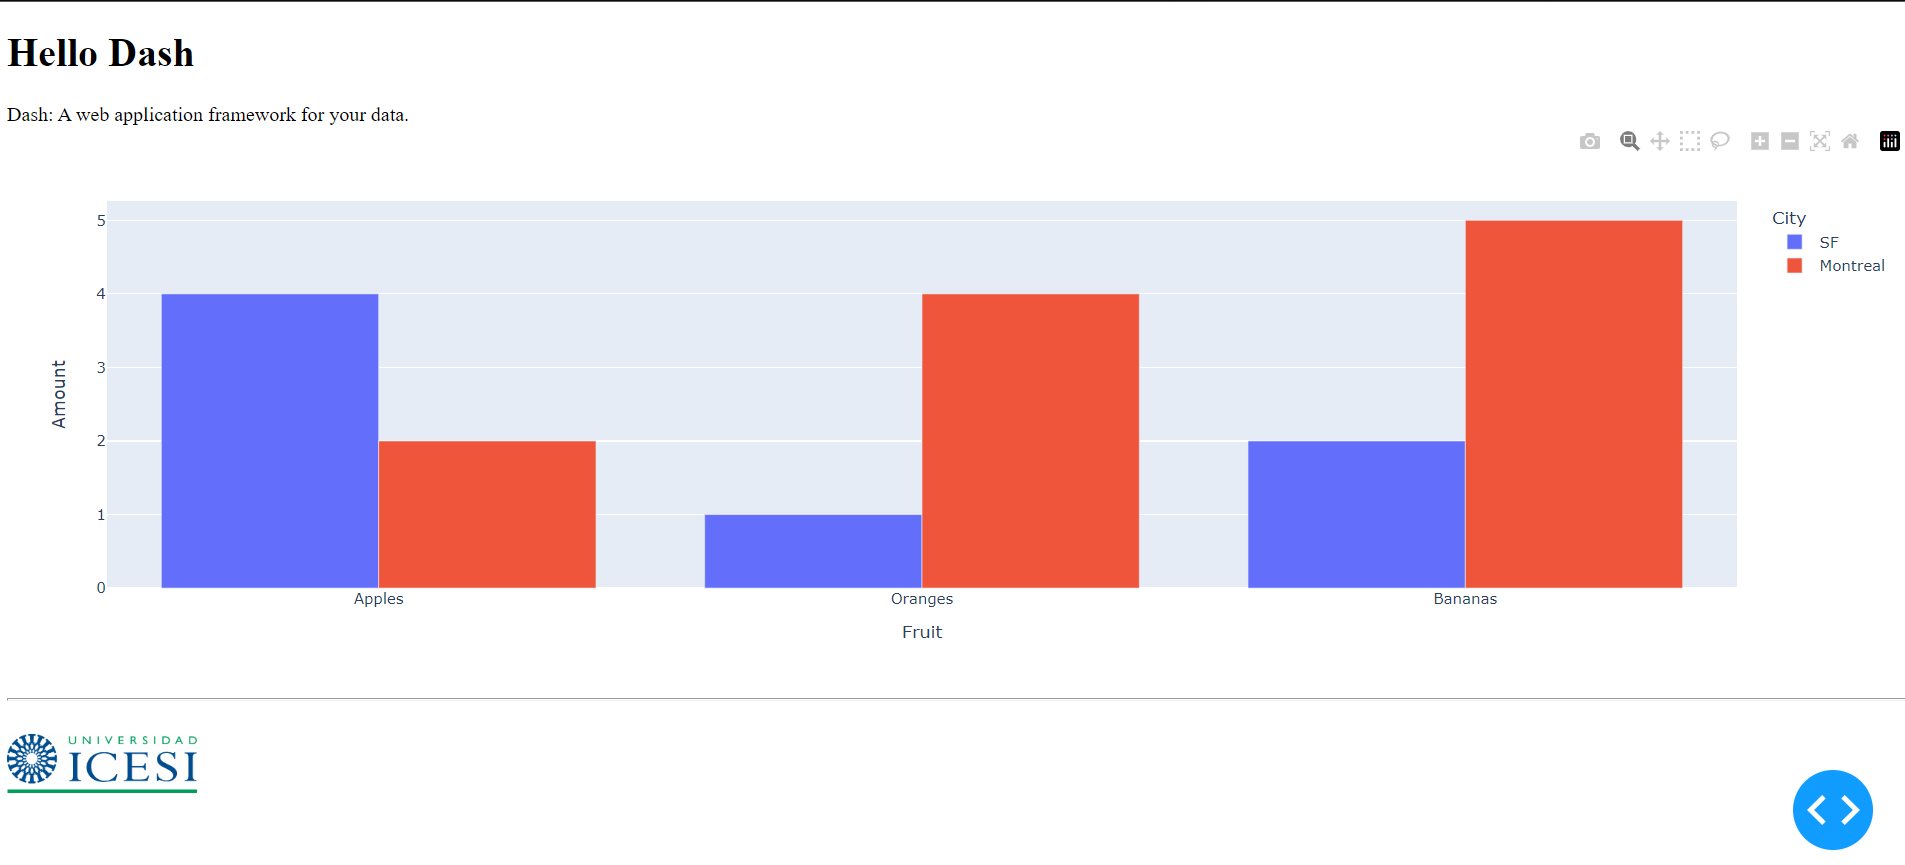 Hello Dash
Dash: A web application framework for your data.
City
SF
Montreal
5
4
3
2
1
0
Amount
Apples Oranges Bananas
Fruit
UNIVERSIDAD
ICESI